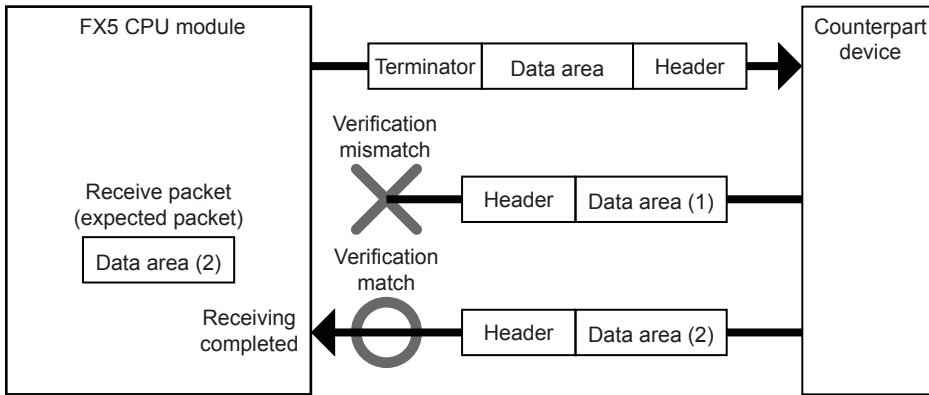 FX5 CPU module
Counterpart
device
Terminator
Data area
Header
Verification
mismatch
Header
Data area (1)
Receive packet
(expected packet)
Data area (2)
Verification
match
Receiving
completed
Header
Data area (2)